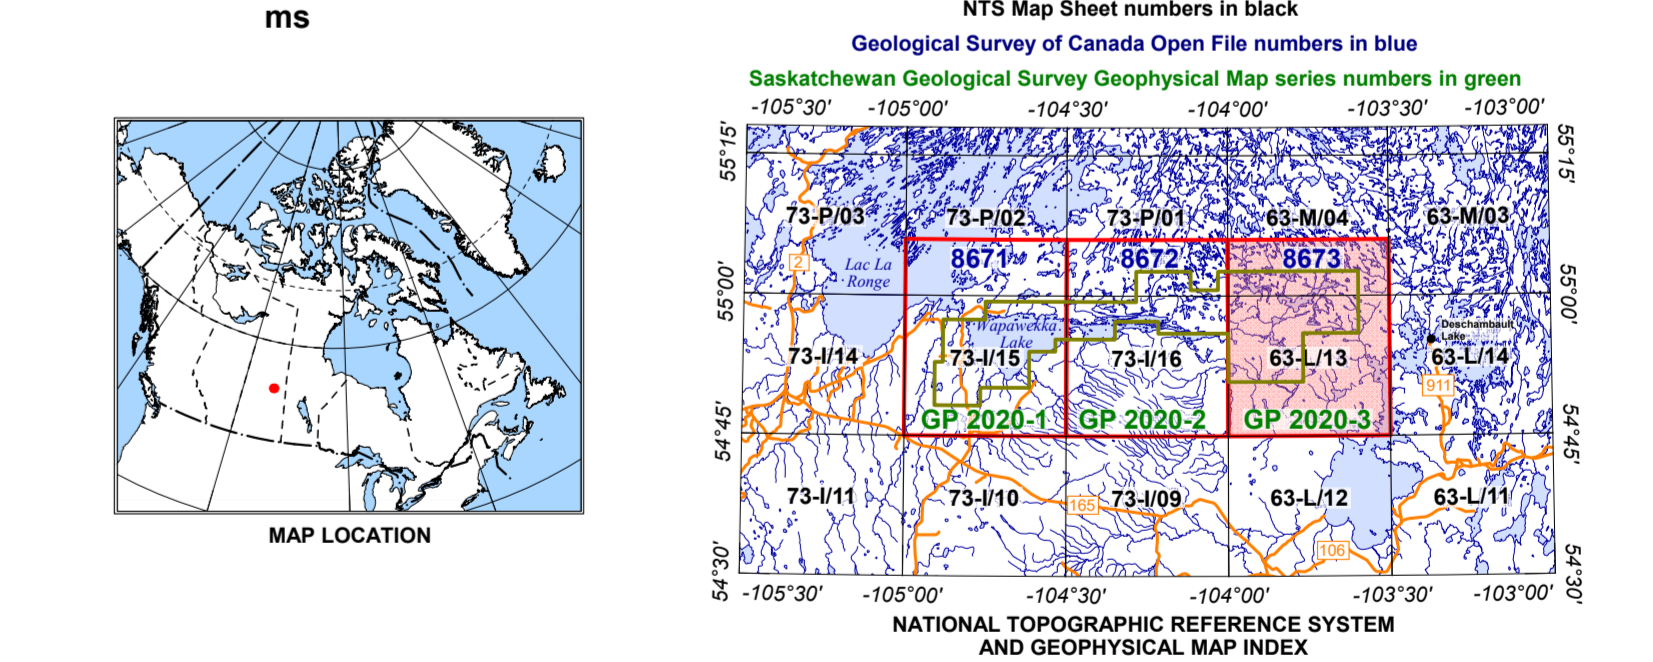 ms
MAP LOCATION
NTS Map Sheet numbers in black
Geological Survey of Canada Open File numbers in blue
Saskatchewan Geological Survey Geophysical Map series numbers in green
-105°30' -105°00' -104°30' -104°00' -103°30' -103°00'
55°15' 55°15'
73-P/03 73-P/02 73-P/01 63-M/04 63-M/03
8671 8672 8673
2
Lac La
Ronge
55°00' 55°00'
Wapawekka
Lake
Deschambault
Lake
73-I/14 73-I/15 73-I/16 63-L/13 63-L/14
911
GP 2020-1 GP 2020-2 GP 2020-3
54°45' 54°45'
73-I/11 73-I/10 73-I/09 63-L/12 63-L/11
165
106
54°30' 54°30'
-105°30' -105°00' -104°30' -104°00' -103°30' -103°00'
NATIONAL TOPOGRAPHIC REFERENCE SYSTEM
AND GEOPHYSICAL MAP INDEX